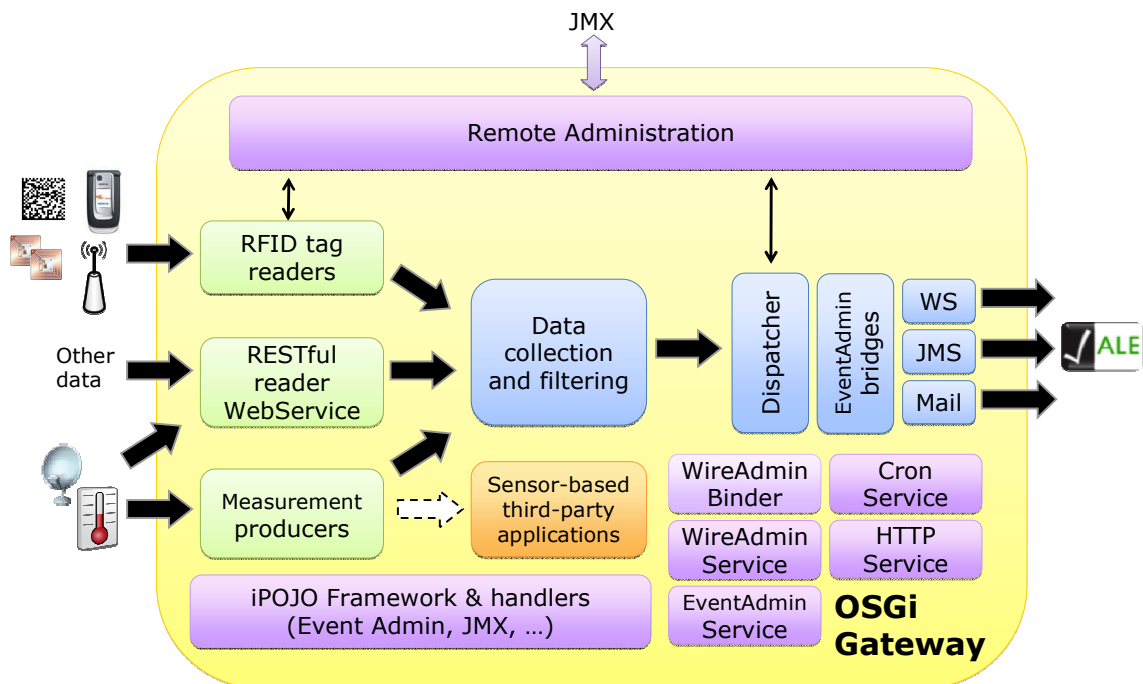 JMX
Remote Administration
RFID tag
readers
Other
data
RESTful
reader
WebService
Measurement
producers
Data
collection
and filtering
Sensor-based
third-party
applications
Dispatcher
EventAdmin
bridges
WS
JMS
Mail
ALE
WireAdmin
Binder
Cron
Service
WireAdmin
Service
HTTP
Service
EventAdmin
Service
iPOJO Framework & handlers
(Event Admin, JMX, …)
OSGi
Gateway